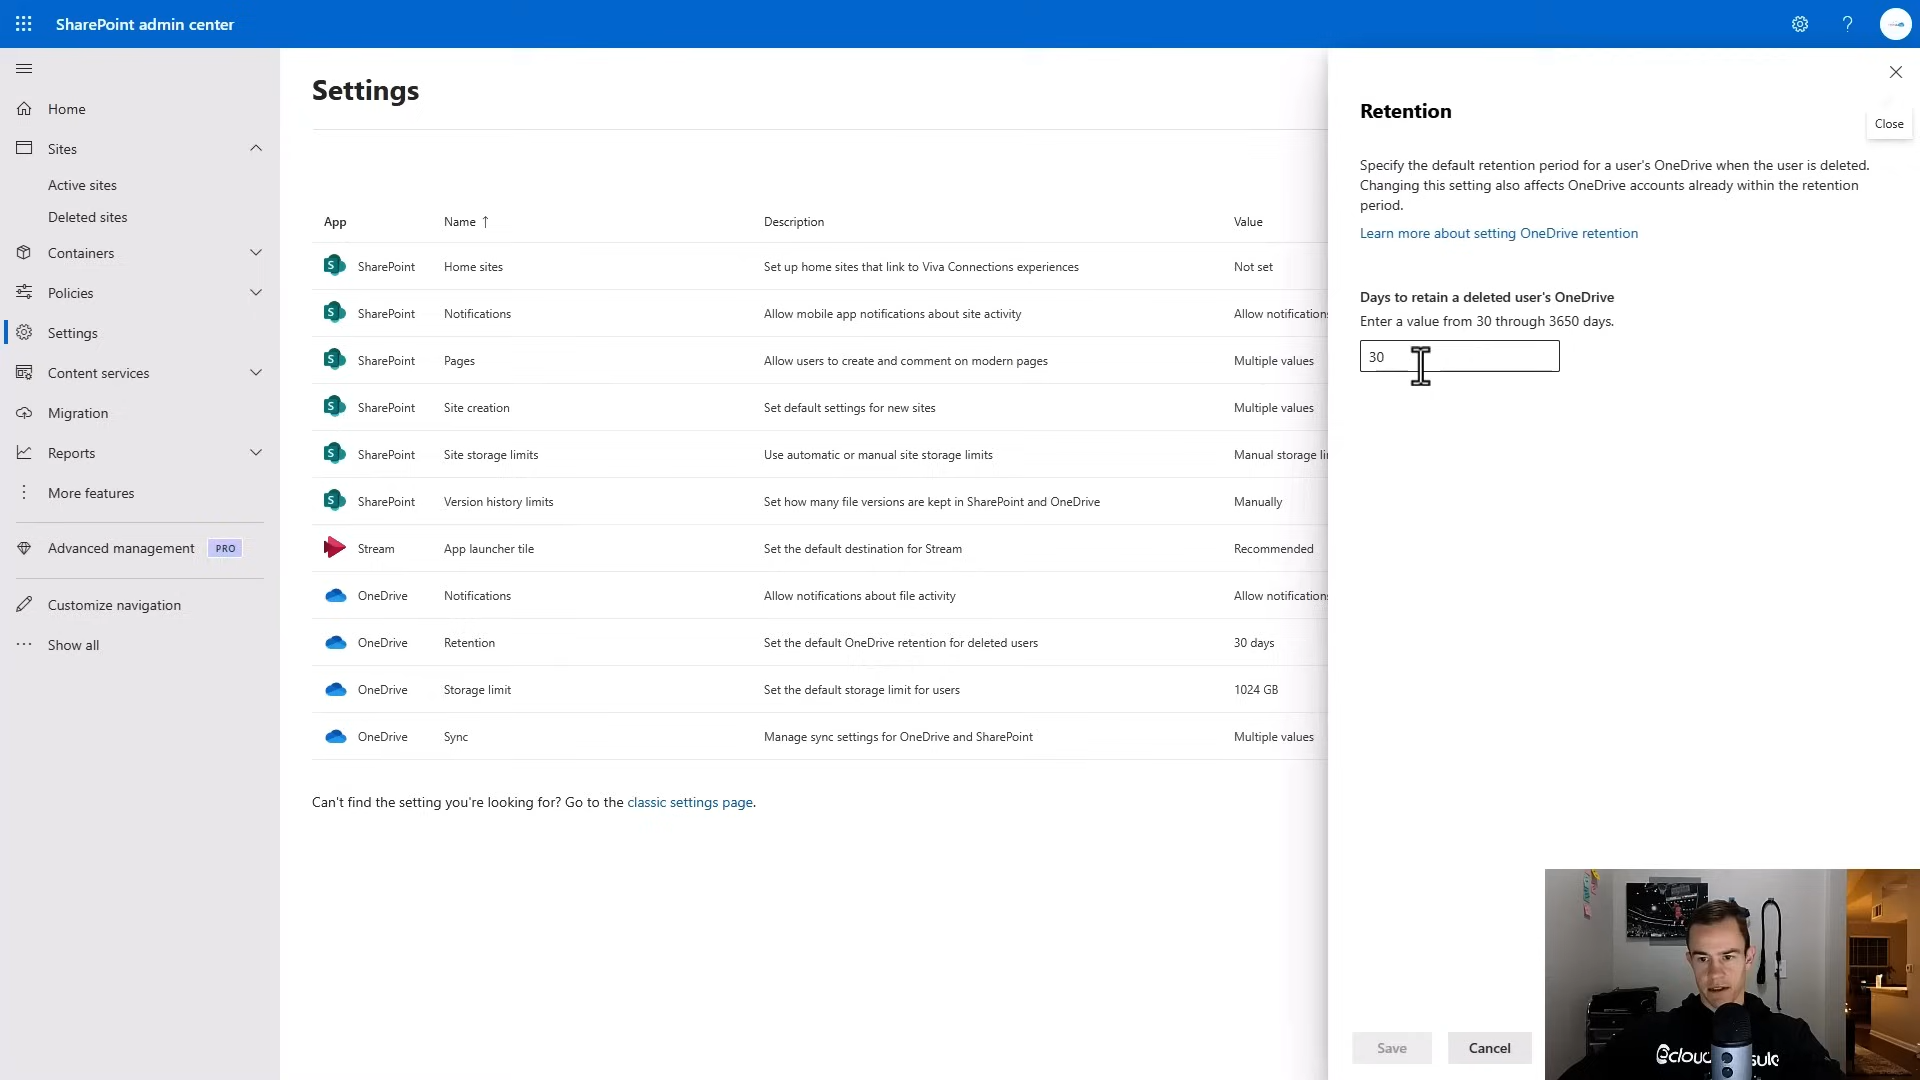 SharePoint admin center
Home
Sites
Active sites
Deleted sites
Containers
Policies
Settings
Content services
Migration
Reports
More features
Advanced management PRO
Customize navigation
Show all
Settings
App Name ↑ Description Value
SharePoint Home sites Set up home sites that link to Viva Connections experiences Not set
SharePoint Notifications Allow mobile app notifications about site activity Allow notifications
SharePoint Pages Allow users to create and comment on modern pages Multiple values
SharePoint Site creation Set default settings for new sites Multiple values
SharePoint Site storage limits Use automatic or manual site storage limits Manual storage li
SharePoint Version history limits Set how many file versions are kept in SharePoint and OneDrive Manually
Stream App launcher tile Set the default destination for Stream Recommended
OneDrive Notifications Allow notifications about file activity Allow notifications
OneDrive Retention Set the default OneDrive retention for deleted users 30 days
OneDrive Storage limit Set the default storage limit for users 1024 GB
OneDrive Sync Manage sync settings for OneDrive and SharePoint Multiple values
Can't find the setting you're looking for? Go to the classic settings page.
Retention
Close
Specify the default retention period for a user's OneDrive when the user is deleted.
Changing this setting also affects OneDrive accounts already within the retention
period.
Learn more about setting OneDrive retention
Days to retain a deleted user's OneDrive
Enter a value from 30 through 3650 days.
30
Save Cancel